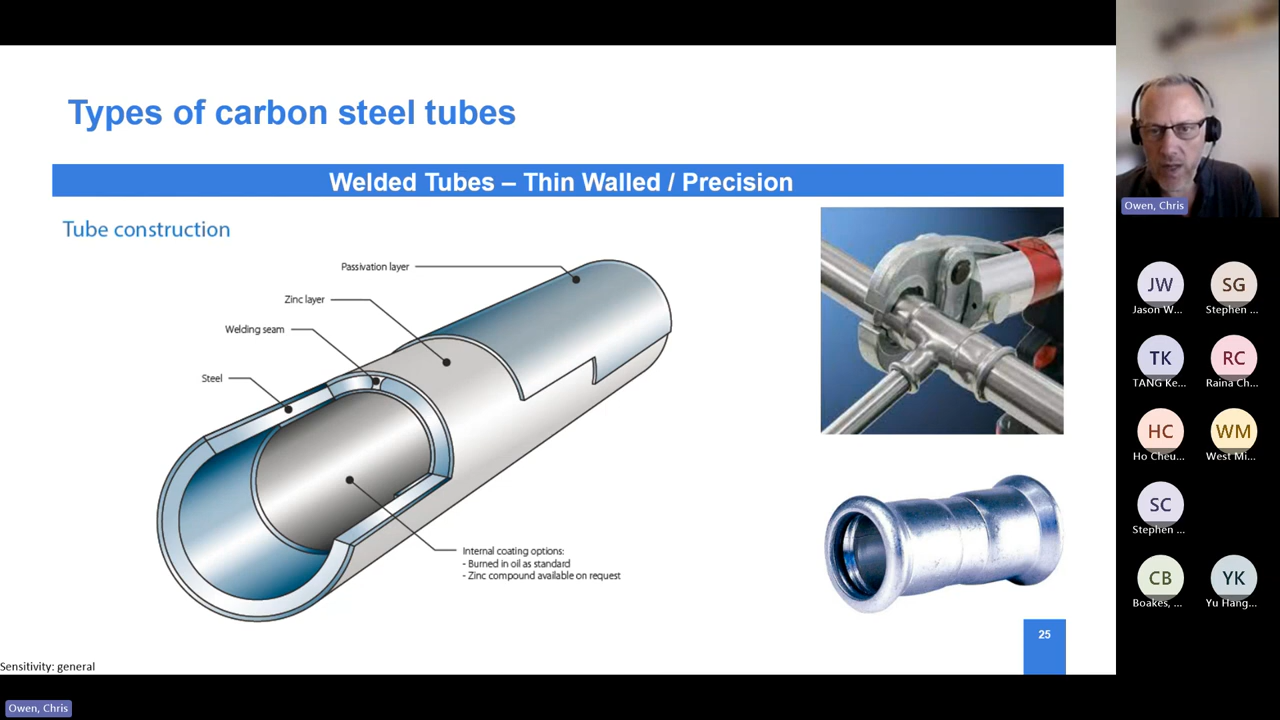 Types of carbon steel tubes
Welded Tubes – Thin Walled / Precision
Tube construction
Passivation layer
Zinc layer
Welding seam
Steel
Internal coating options:
- Burned in oil as standard
- Zinc compound available on request
25
Sensitivity: general
Owen, Chris
Owen, Chris
JW
Jason W...
SG
Stephen ...
TK
TANG Ke...
RC
Raina Ch...
HC
Ho Cheu...
WM
West Mi...
SC
Stephen ...
CB
Boakes, ...
YK
Yu Hang...